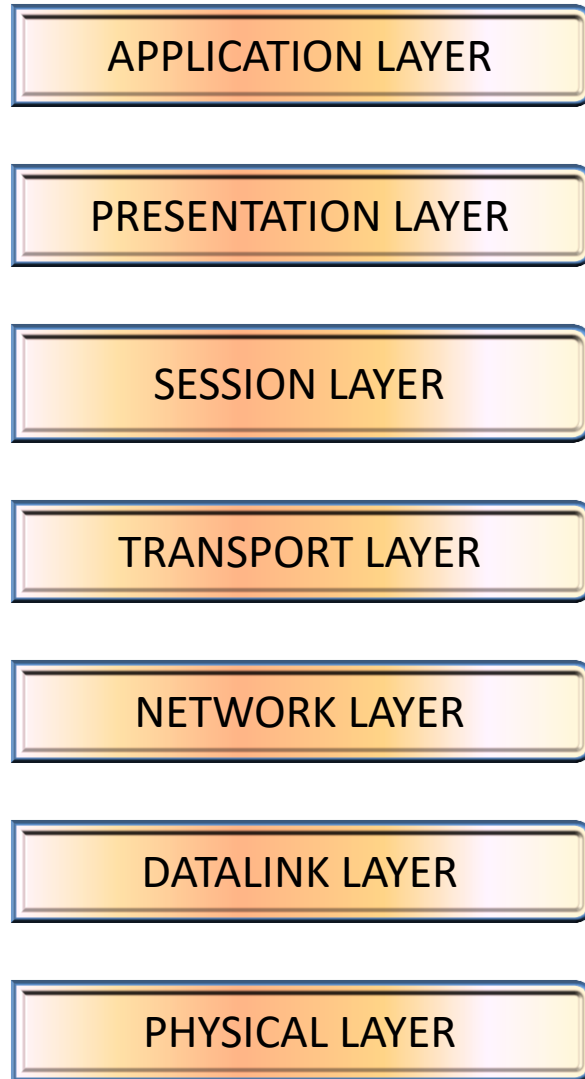 APPLICATION LAYER
PRESENTATION LAYER
SESSION LAYER
TRANSPORT LAYER
NETWORK LAYER
DATALINK LAYER
PHYSICAL LAYER